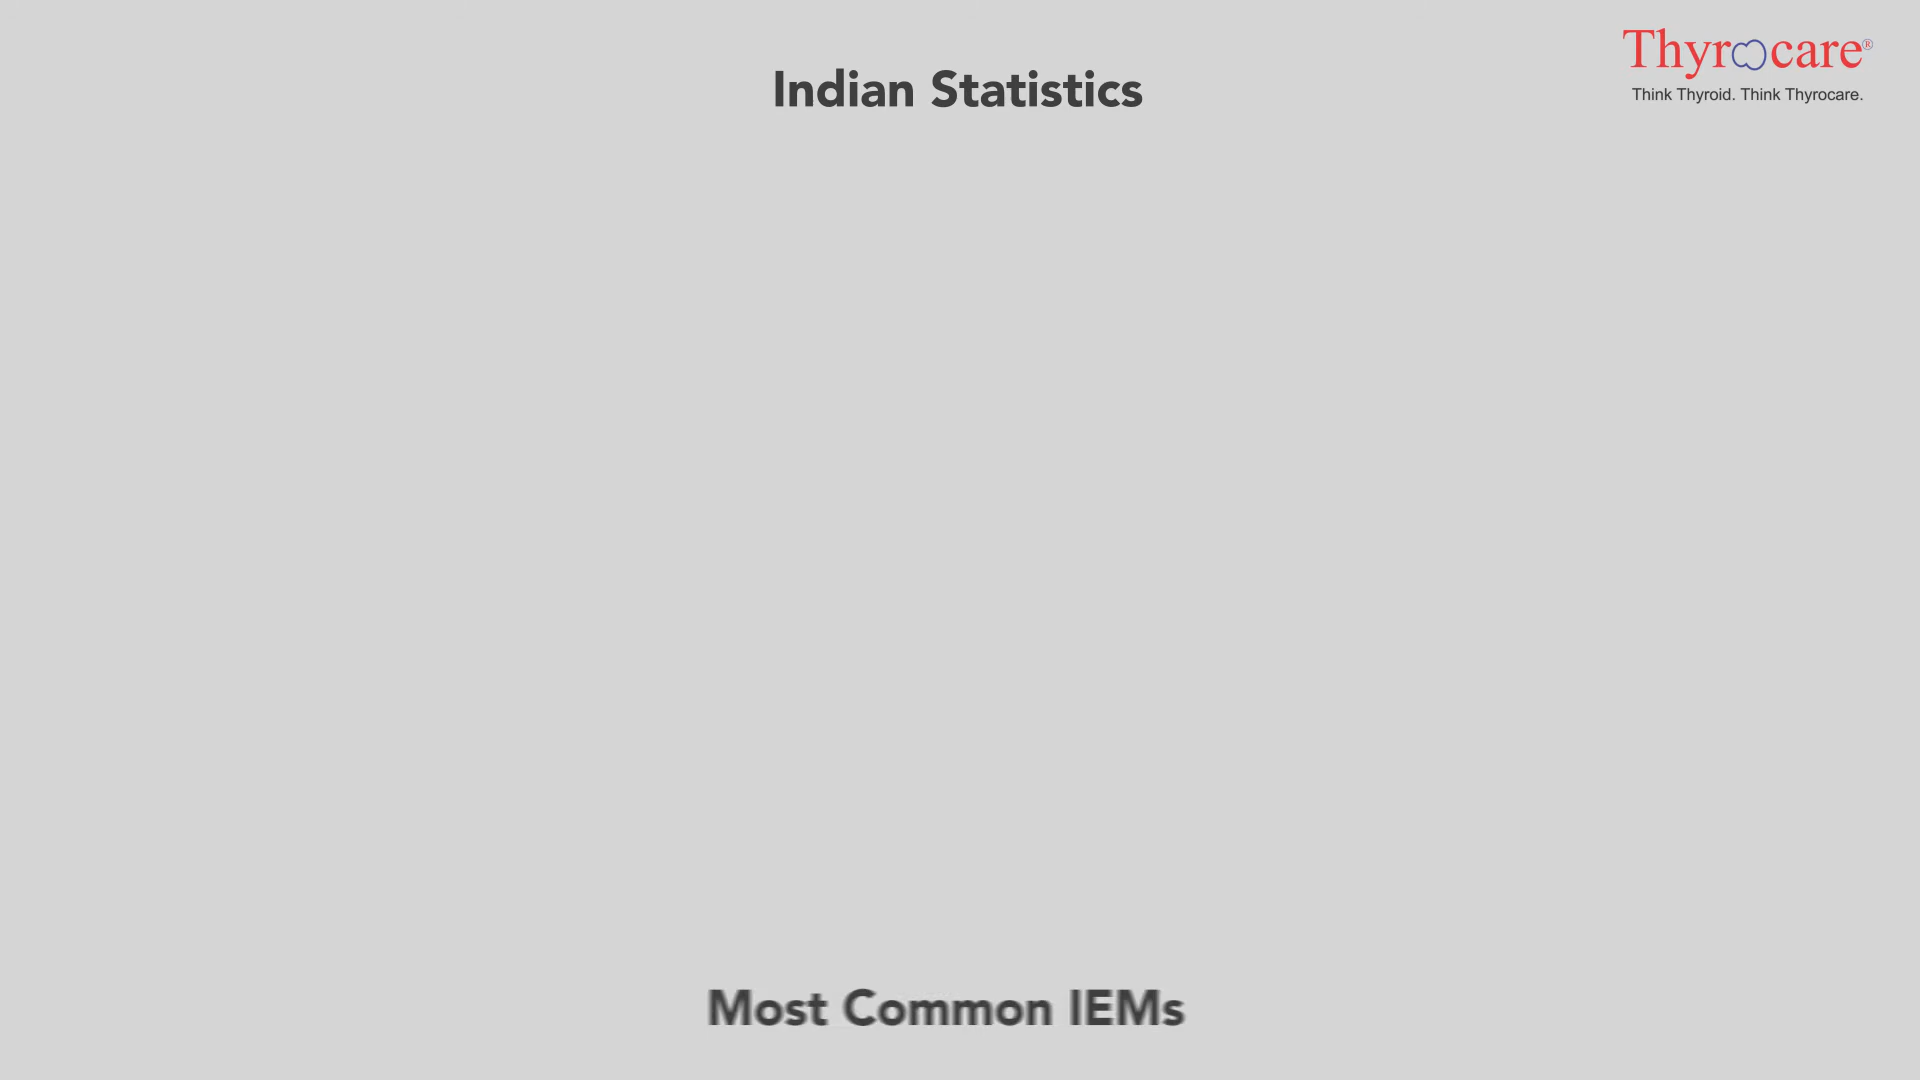 Indian Statistics
Thyrocare®
Think Thyroid. Think Thyrocare.
Most Common IEMs